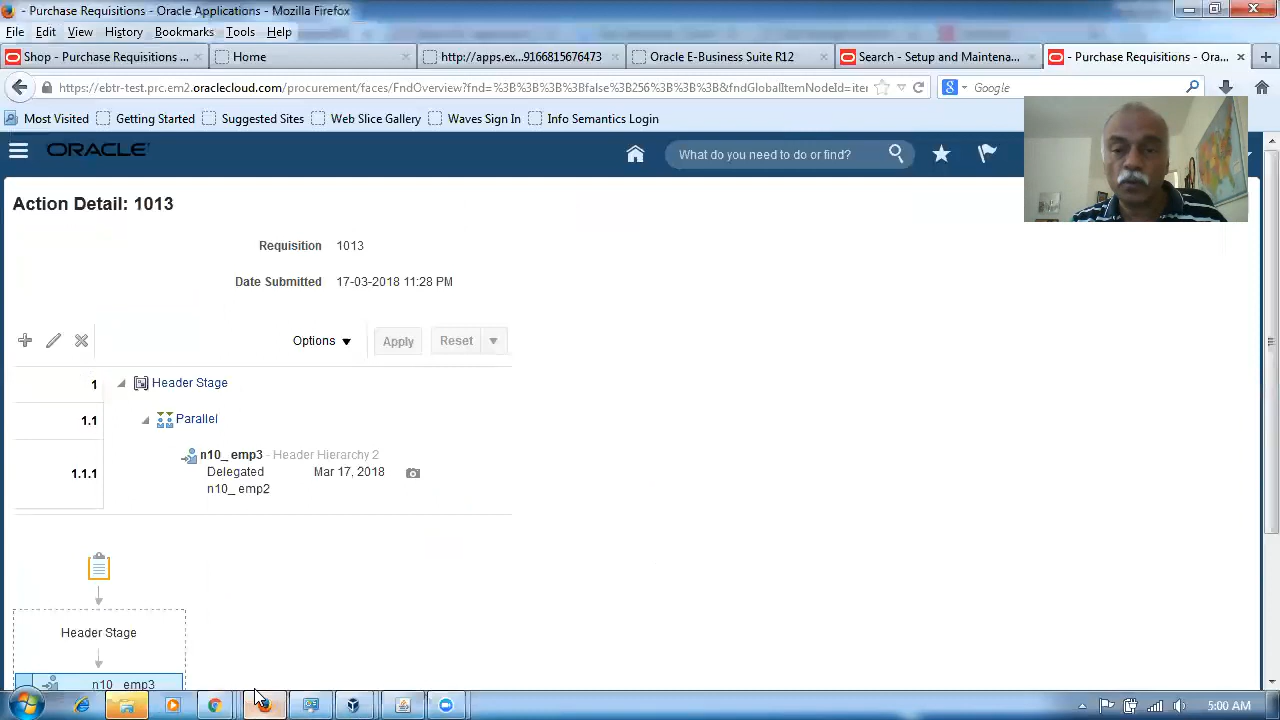 - Purchase Requisitions - Oracle Applications - Mozilla Firefox
File Edit View History Bookmarks Tools Help
Shop - Purchase Requisitions ...
Home
http://apps.ex...9166815676473
Oracle E-Business Suite R12
Search - Setup and Maintena...
- Purchase Requisitions - Ora...
https://ebtr-test.prc.em2.oraclecloud.com/procurement/faces/FndOverview?fnd=%3B%3B%3B%3Bfalse%3B256%3B%3B%3B&fndGlobalItemNodeId=iter
Google
Most Visited Getting Started Suggested Sites Web Slice Gallery Waves Sign In Info Semantics Login
ORACLE
What do you need to do or find?
Action Detail: 1013
Requisition 1013
Date Submitted 17-03-2018 11:28 PM
Options Apply Reset
1 Header Stage
1.1 Parallel
n10_ emp3 - Header Hierarchy 2
1.1.1 Delegated Mar 17, 2018
n10_ emp2
Header Stage
n10_ emp3
5:00 AM